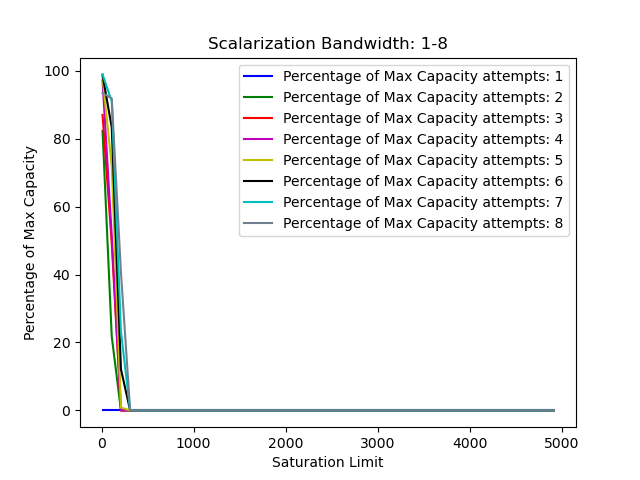 Scalarization Bandwidth: 1-8
Percentage of Max Capacity
100
80
60
40
20
0
Percentage of Max Capacity attempts: 1
Percentage of Max Capacity attempts: 2
Percentage of Max Capacity attempts: 3
Percentage of Max Capacity attempts: 4
Percentage of Max Capacity attempts: 5
Percentage of Max Capacity attempts: 6
Percentage of Max Capacity attempts: 7
Percentage of Max Capacity attempts: 8
0 1000 2000 3000 4000 5000
Saturation Limit